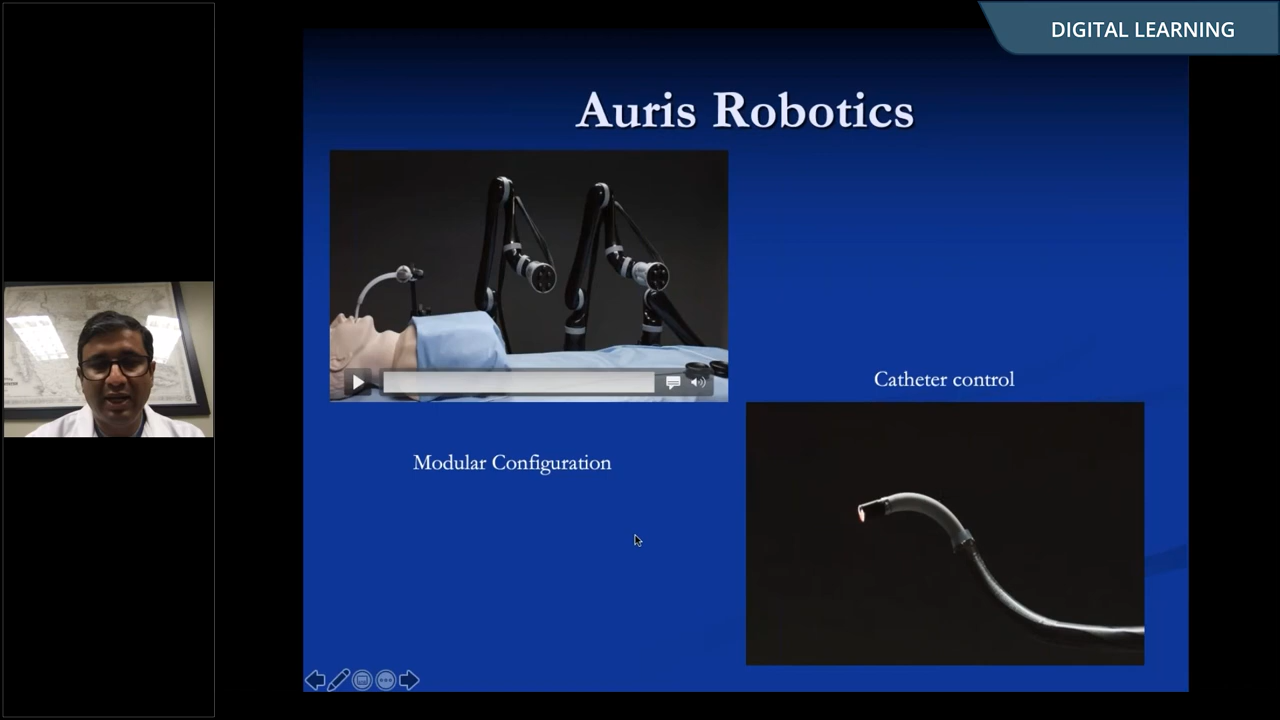 DIGITAL LEARNING
Auris Robotics
Catheter control
Modular Configuration